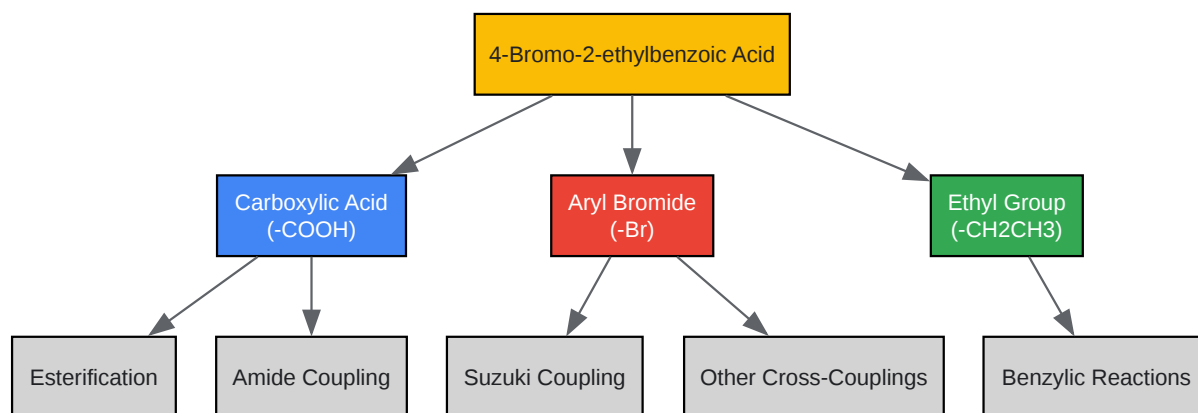 4-Bromo-2-ethylbenzoic Acid
Carboxylic Acid
(-COOH)
Aryl Bromide
(-Br)
Ethyl Group
(-CH2CH3)
Esterification
Amide Coupling
Suzuki Coupling
Other Cross-Couplings
Benzylic Reactions